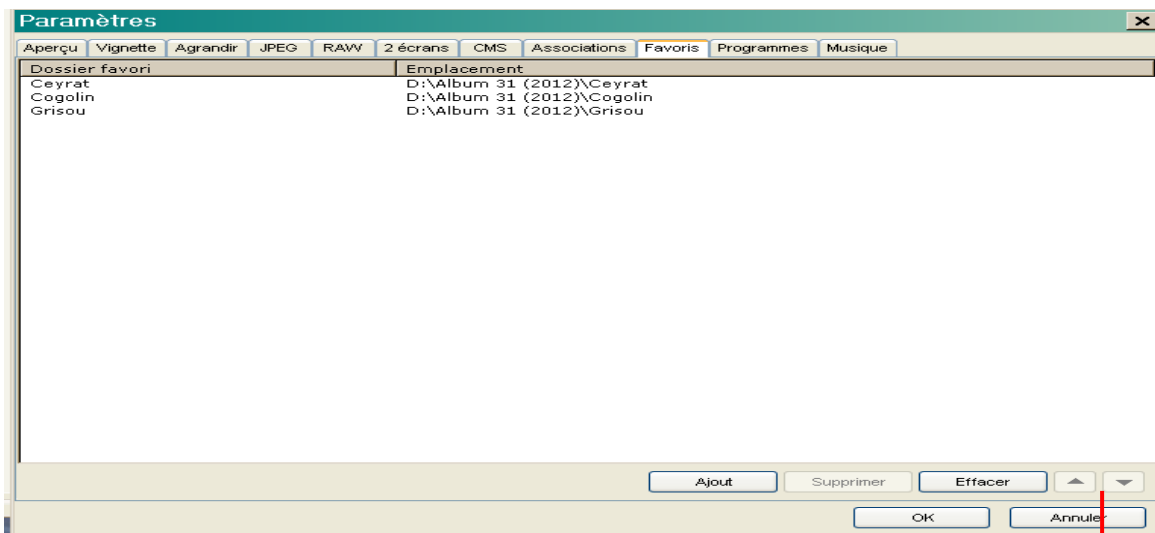 Paramètres
Aperçu Vignette Agrandir JPEG RAW 2 écrans CMS Associations Favoris Programmes Musique
Dossier favori Emplacement
Ceyrat D:\Album 31 (2012)\Ceyrat
Cogolin D:\Album 31 (2012)\Cogolin
Grisou D:\Album 31 (2012)\Grisou
Ajout Supprimer Effacer
OK Annuler